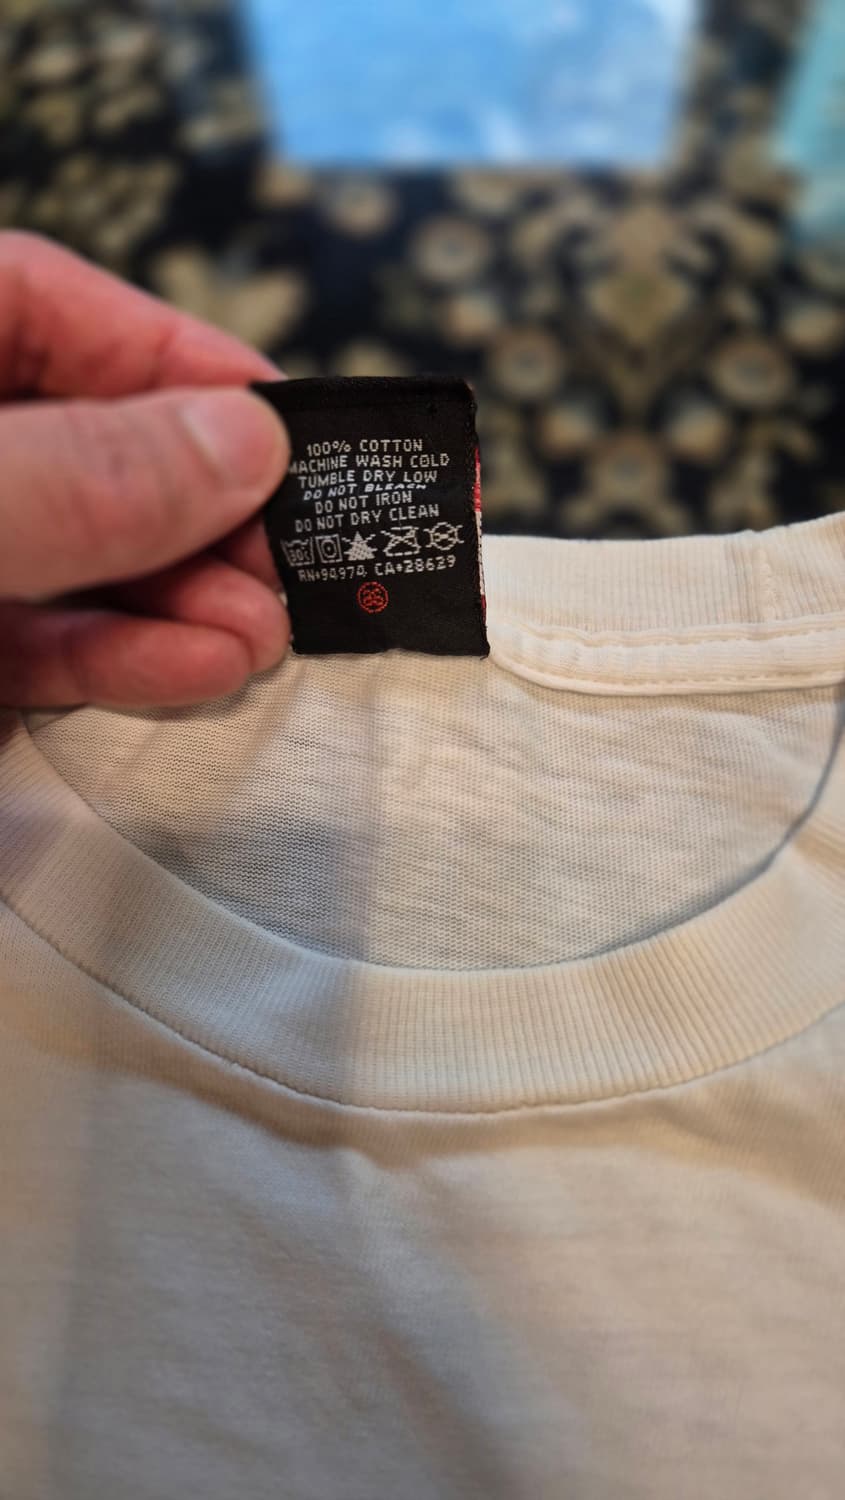 100% COTTON
MACHINE WASH COLD
TUMBLE DRY LOW
DO NOT BLEACH
DO NOT IRON
DO NOT DRY CLEAN
30C
RN*94974 CA*28629